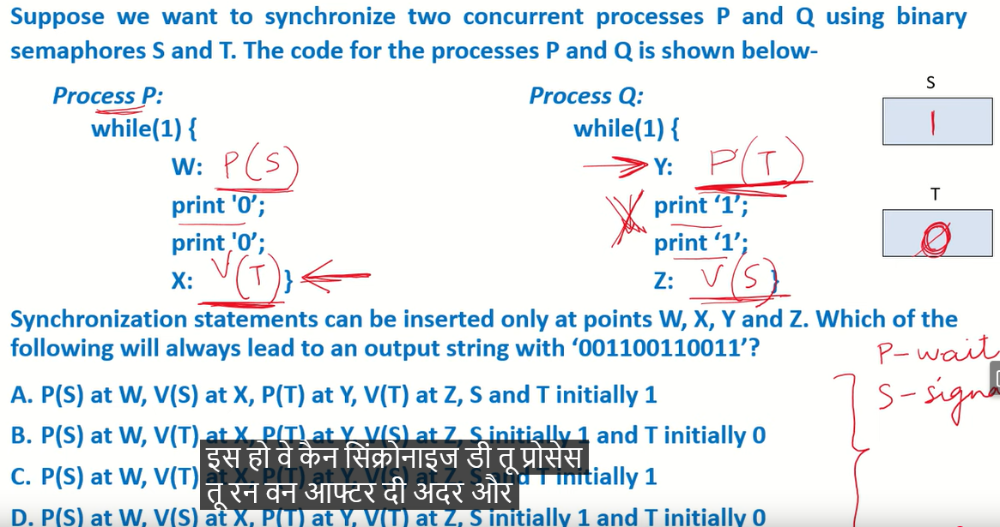 Suppose we want to synchronize two concurrent processes P and Q using binary
semaphores S and T. The code for the processes P and Q is shown below-
S
Process P:
Process Q:
1
while(1) {
while(1) {
W: P(S)
Y: P(T)
T
print '0’;
print ‘1’;
0
print '0’;
print ‘1’;
X: V(T) }
Z: V(S) }
Synchronization statements can be inserted only at points W, X, Y and Z. Which of the
following will always lead to an output string with ‘001100110011’?
P-wait
A. P(S) at W, V(S) at X, P(T) at Y, V(T) at Z, S and T initially 1
S-signa
B. P(S) at W, V(T) at X, P(T) at Y, V(S) at Z, S initially 1 and T initially 0
इस हो वे कैन सिंक्रोनाइज डी तू प्रोसेस
C. P(S) at W, V(T) at X, P(T) at Y, V(S) at Z, S and T initially 1
तू रन वन आफ्टर दी अदर और
D. P(S) at W, V(S) at X, P(T) at Y, V(T) at Z, S initially 1 and T initially 0